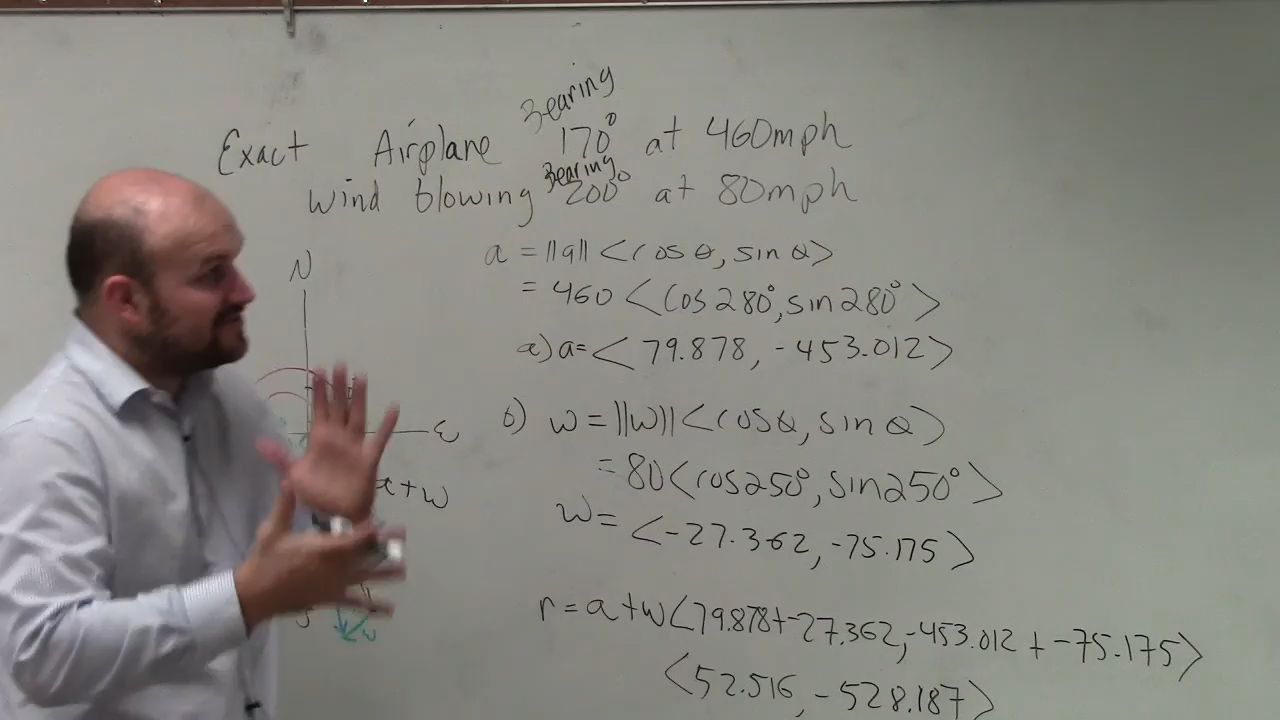 Bearing
Exact Airplane 170° at 460mph
Bearing
wind blowing 200° at 80mph
N
a = ||a|| <cos θ, sin θ>
= 460 <cos 280°, sin 280°>
a) a = <79.878, -453.012>
E
b) w = ||w|| <cos θ, sin θ>
a+w
= 80 <cos 250°, sin 250°>
w = <-27.362, -75.175>
r = a+w <79.878+-27.362, -453.012 + -75.175>
w
<52.516, -528.187>